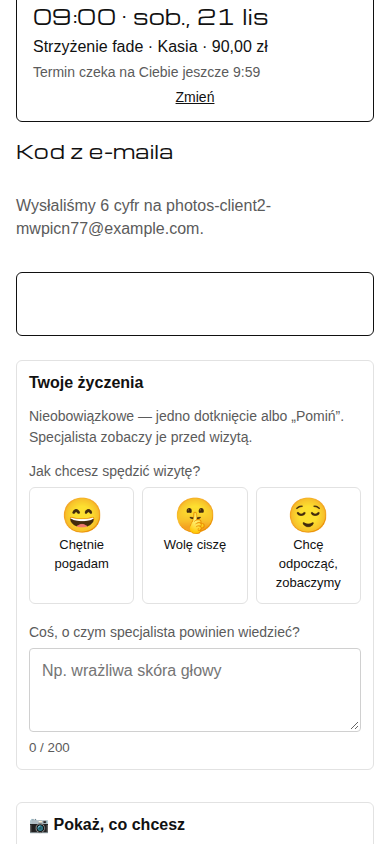 09:00 · sob., 21 lis
Strzyżenie fade · Kasia · 90,00 zł
Termin czeka na Ciebie jeszcze 9:59
Zmień
Kod z e-maila
Wysłaliśmy 6 cyfr na photos-client2-
mwpicn77@example.com.
Twoje życzenia
Nieobowiązkowe — jedno dotknięcie albo „Pomiń”.
Specjalista zobaczy je przed wizytą.
Jak chcesz spędzić wizytę?
Chętnie
pogadam
Wolę ciszę
Chcę
odpocząć,
zobaczymy
Coś, o czym specjalista powinien wiedzieć?
Np. wrażliwa skóra głowy
0 / 200
📷 Pokaż, co chcesz